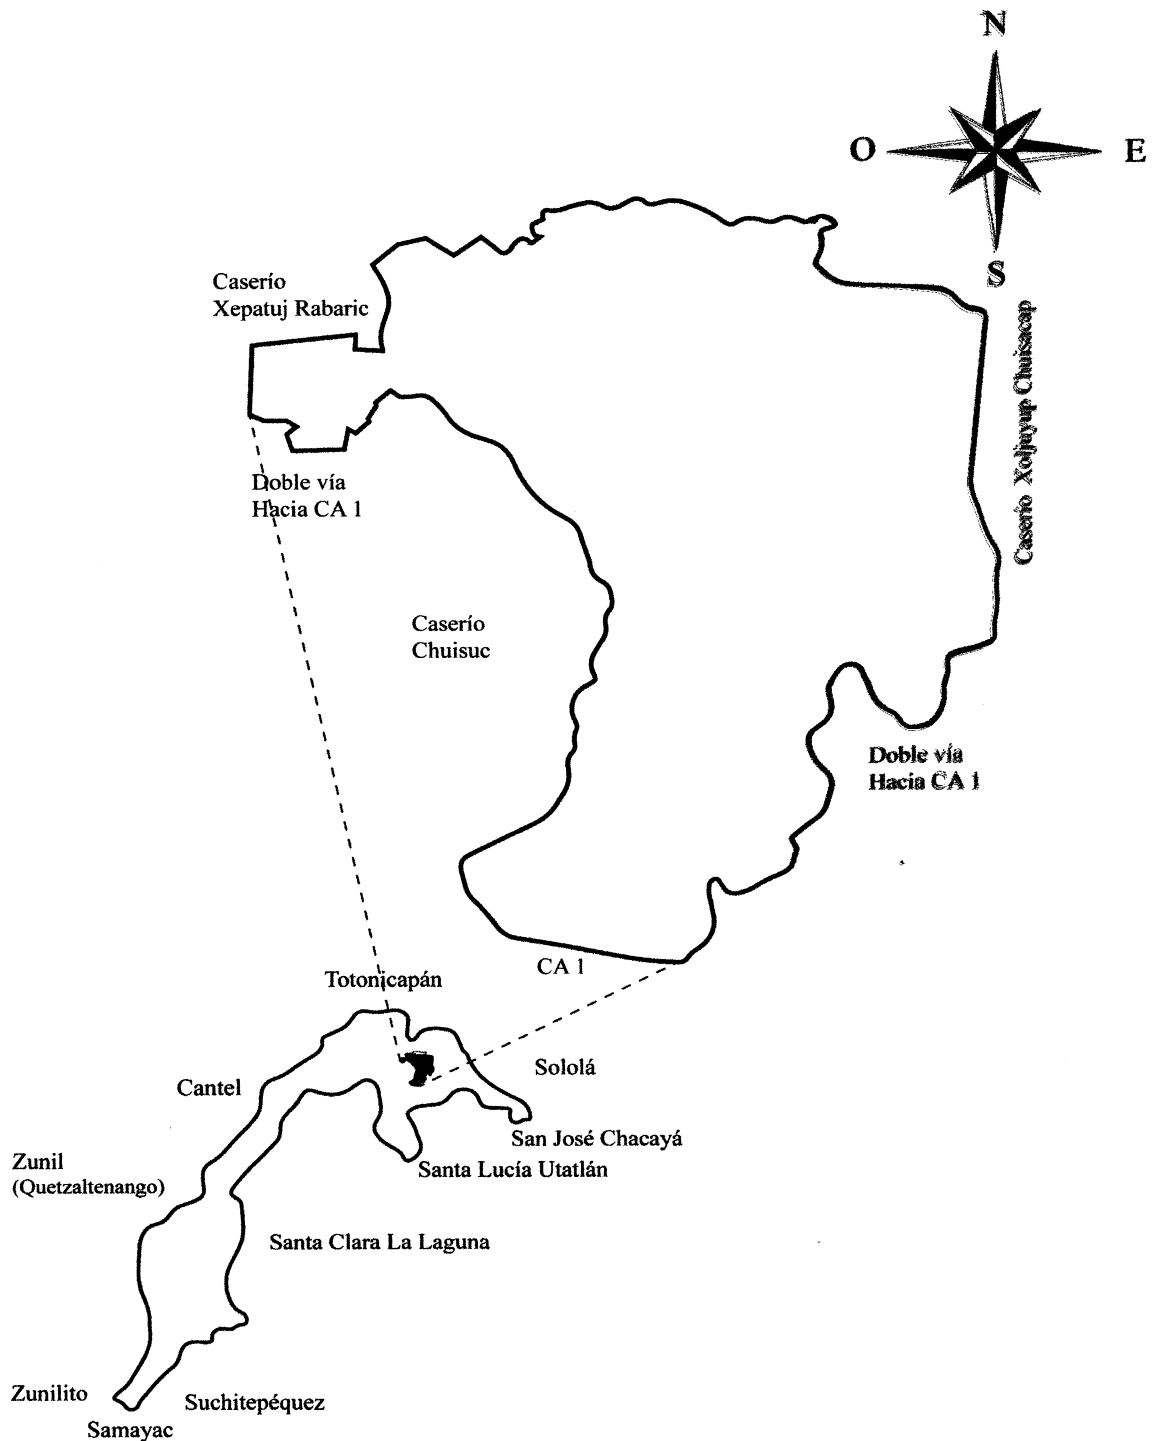 N
O
E
S
Caserío
Xepatuj Rabaric
Caserío Xoljuyup Chuisacap
Doble vía
Hacia CA 1
Caserío
Chuisuc
Doble vía
Hacia CA 1
CA 1
Totonicapán
Sololá
Cantel
San José Chacayá
Zunil
(Quetzaltenango)
Santa Lucía Utatlán
Santa Clara La Laguna
Zunilito
Suchitepéquez
Samayac